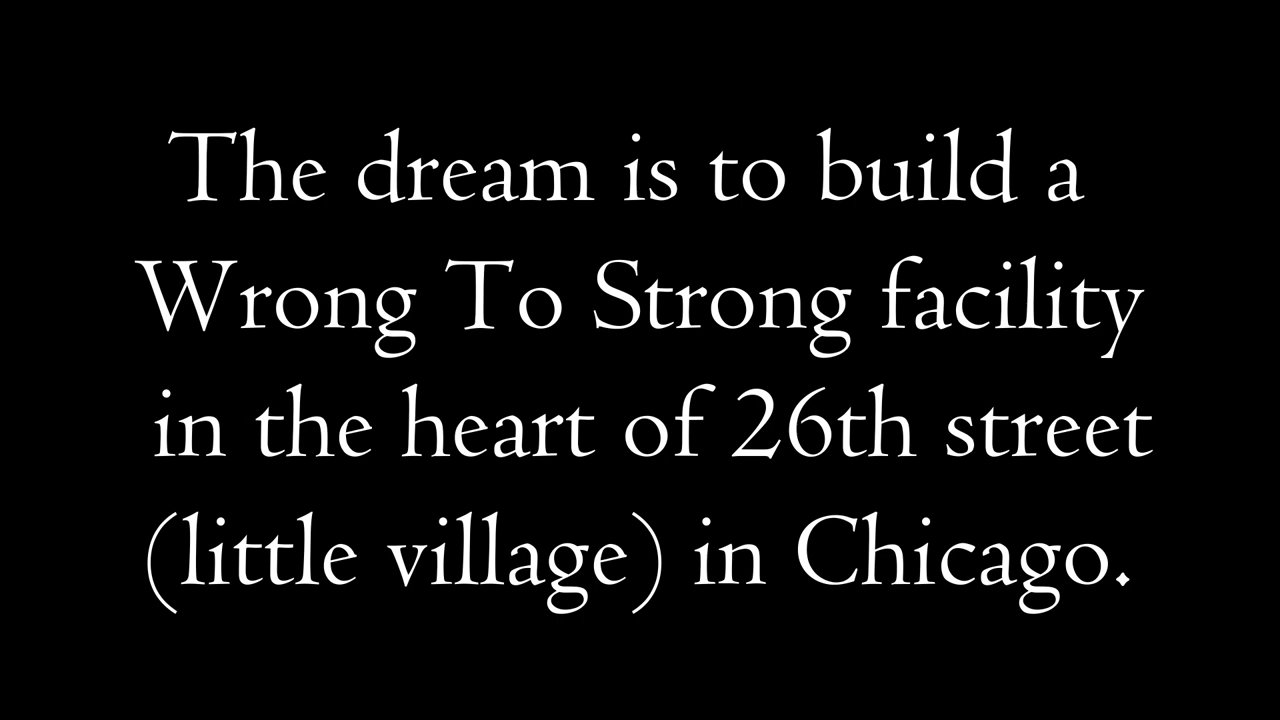 The dream is to build a
Wrong To Strong facility
in the heart of 26th street
(little village) in Chicago.